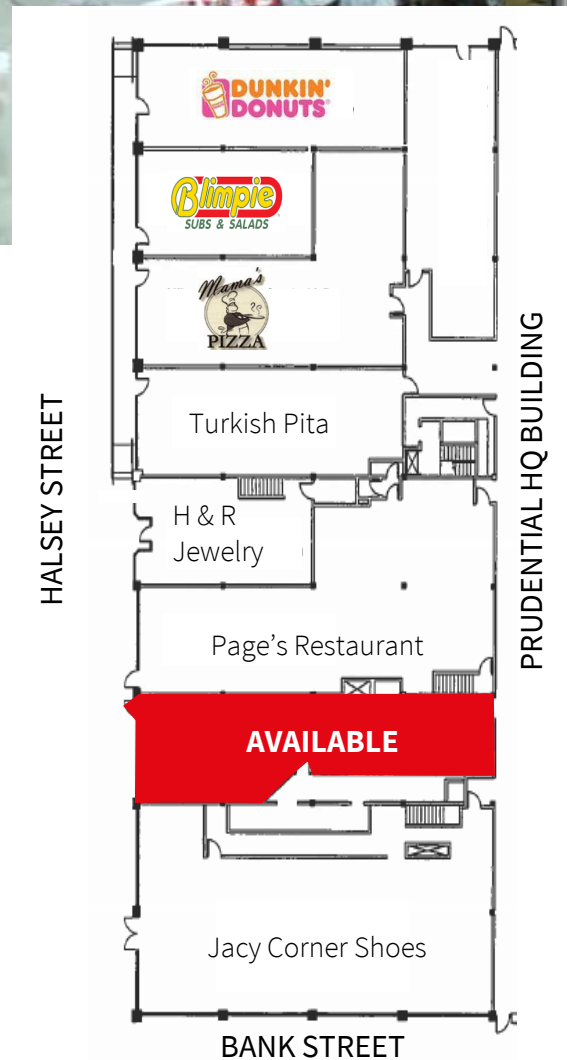 DUNKIN'
DONUTS
Blimpie
SUBS & SALADS
Mama's
PIZZA
Turkish Pita
H & R
Jewelry
Page’s Restaurant
AVAILABLE
Jacy Corner Shoes
HALSEY STREET
PRUDENTIAL HQ BUILDING
BANK STREET